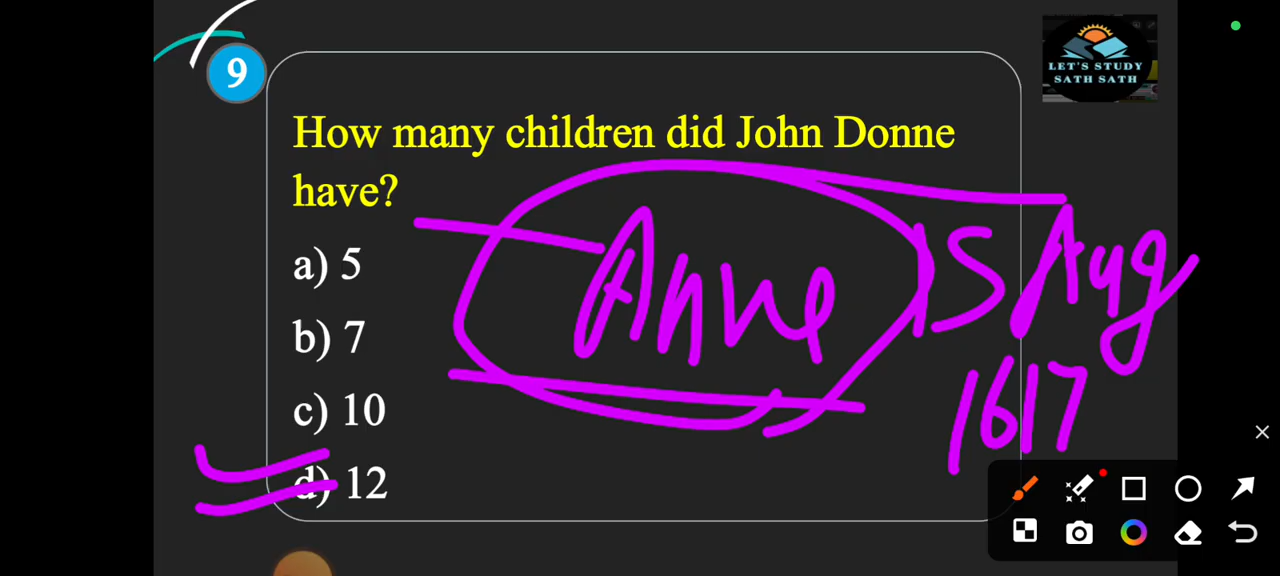 9
LET'S STUDY
SATH SATH
How many children did John Donne
have?
Anne
15 Aug
1617
a) 5
b) 7
c) 10
d) 12